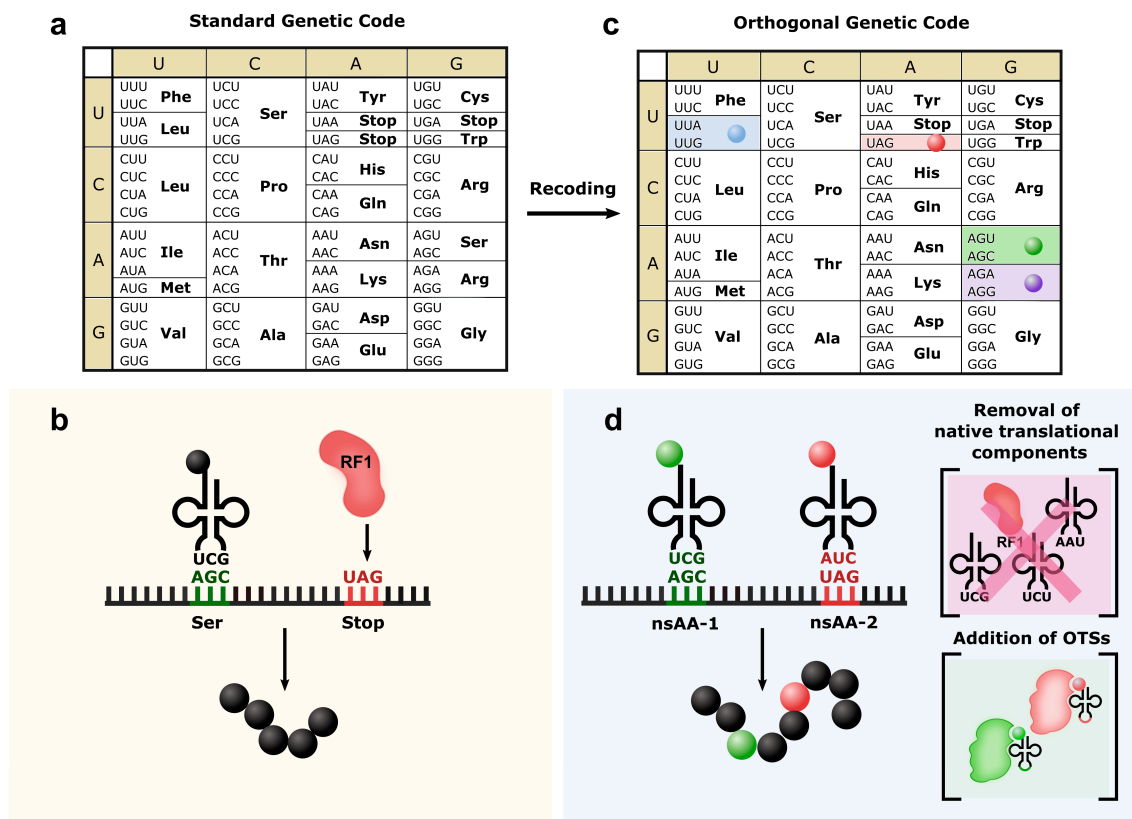 a
Standard Genetic Code
U C A G
U
UUU UUC Phe
UUA UUG Leu
UCU UCC UCA UCG Ser
UAU UAC Tyr
UAA Stop
UAG Stop
UGU UGC Cys
UGA Stop
UGG Trp
C
CUU CUC CUA CUG Leu
CCU CCC CCA CCG Pro
CAU CAC His
CAA CAG Gln
CGU CGC CGA CGG Arg
A
AUU AUC AUA Ile
AUG Met
ACU ACC ACA ACG Thr
AAU AAC Asn
AAA AAG Lys
AGU AGC Ser
AGA AGG Arg
G
GUU GUC GUA GUG Val
GCU GCC GCA GCG Ala
GAU GAC Asp
GAA GAG Glu
GGU GGC GGA GGG Gly
Recoding
c
Orthogonal Genetic Code
U C A G
U
UUU UUC Phe
UUA UUG
UCU UCC UCA UCG Ser
UAU UAC Tyr
UAA Stop
UAG
UGU UGC Cys
UGA Stop
UGG Trp
C
CUU CUC CUA CUG Leu
CCU CCC CCA CCG Pro
CAU CAC His
CAA CAG Gln
CGU CGC CGA CGG Arg
A
AUU AUC AUA Ile
AUG Met
ACU ACC ACA ACG Thr
AAU AAC Asn
AAA AAG Lys
AGU AGC
AGA AGG
G
GUU GUC GUA GUG Val
GCU GCC GCA GCG Ala
GAU GAC Asp
GAA GAG Glu
GGU GGC GGA GGG Gly
b
RF1
UCG
AGC UAG
Ser Stop
d
UCG AUC
AGC UAG
nsAA-1 nsAA-2
Removal of
native translational
components
RF1 AAU
UCG UCU
Addition of OTSs